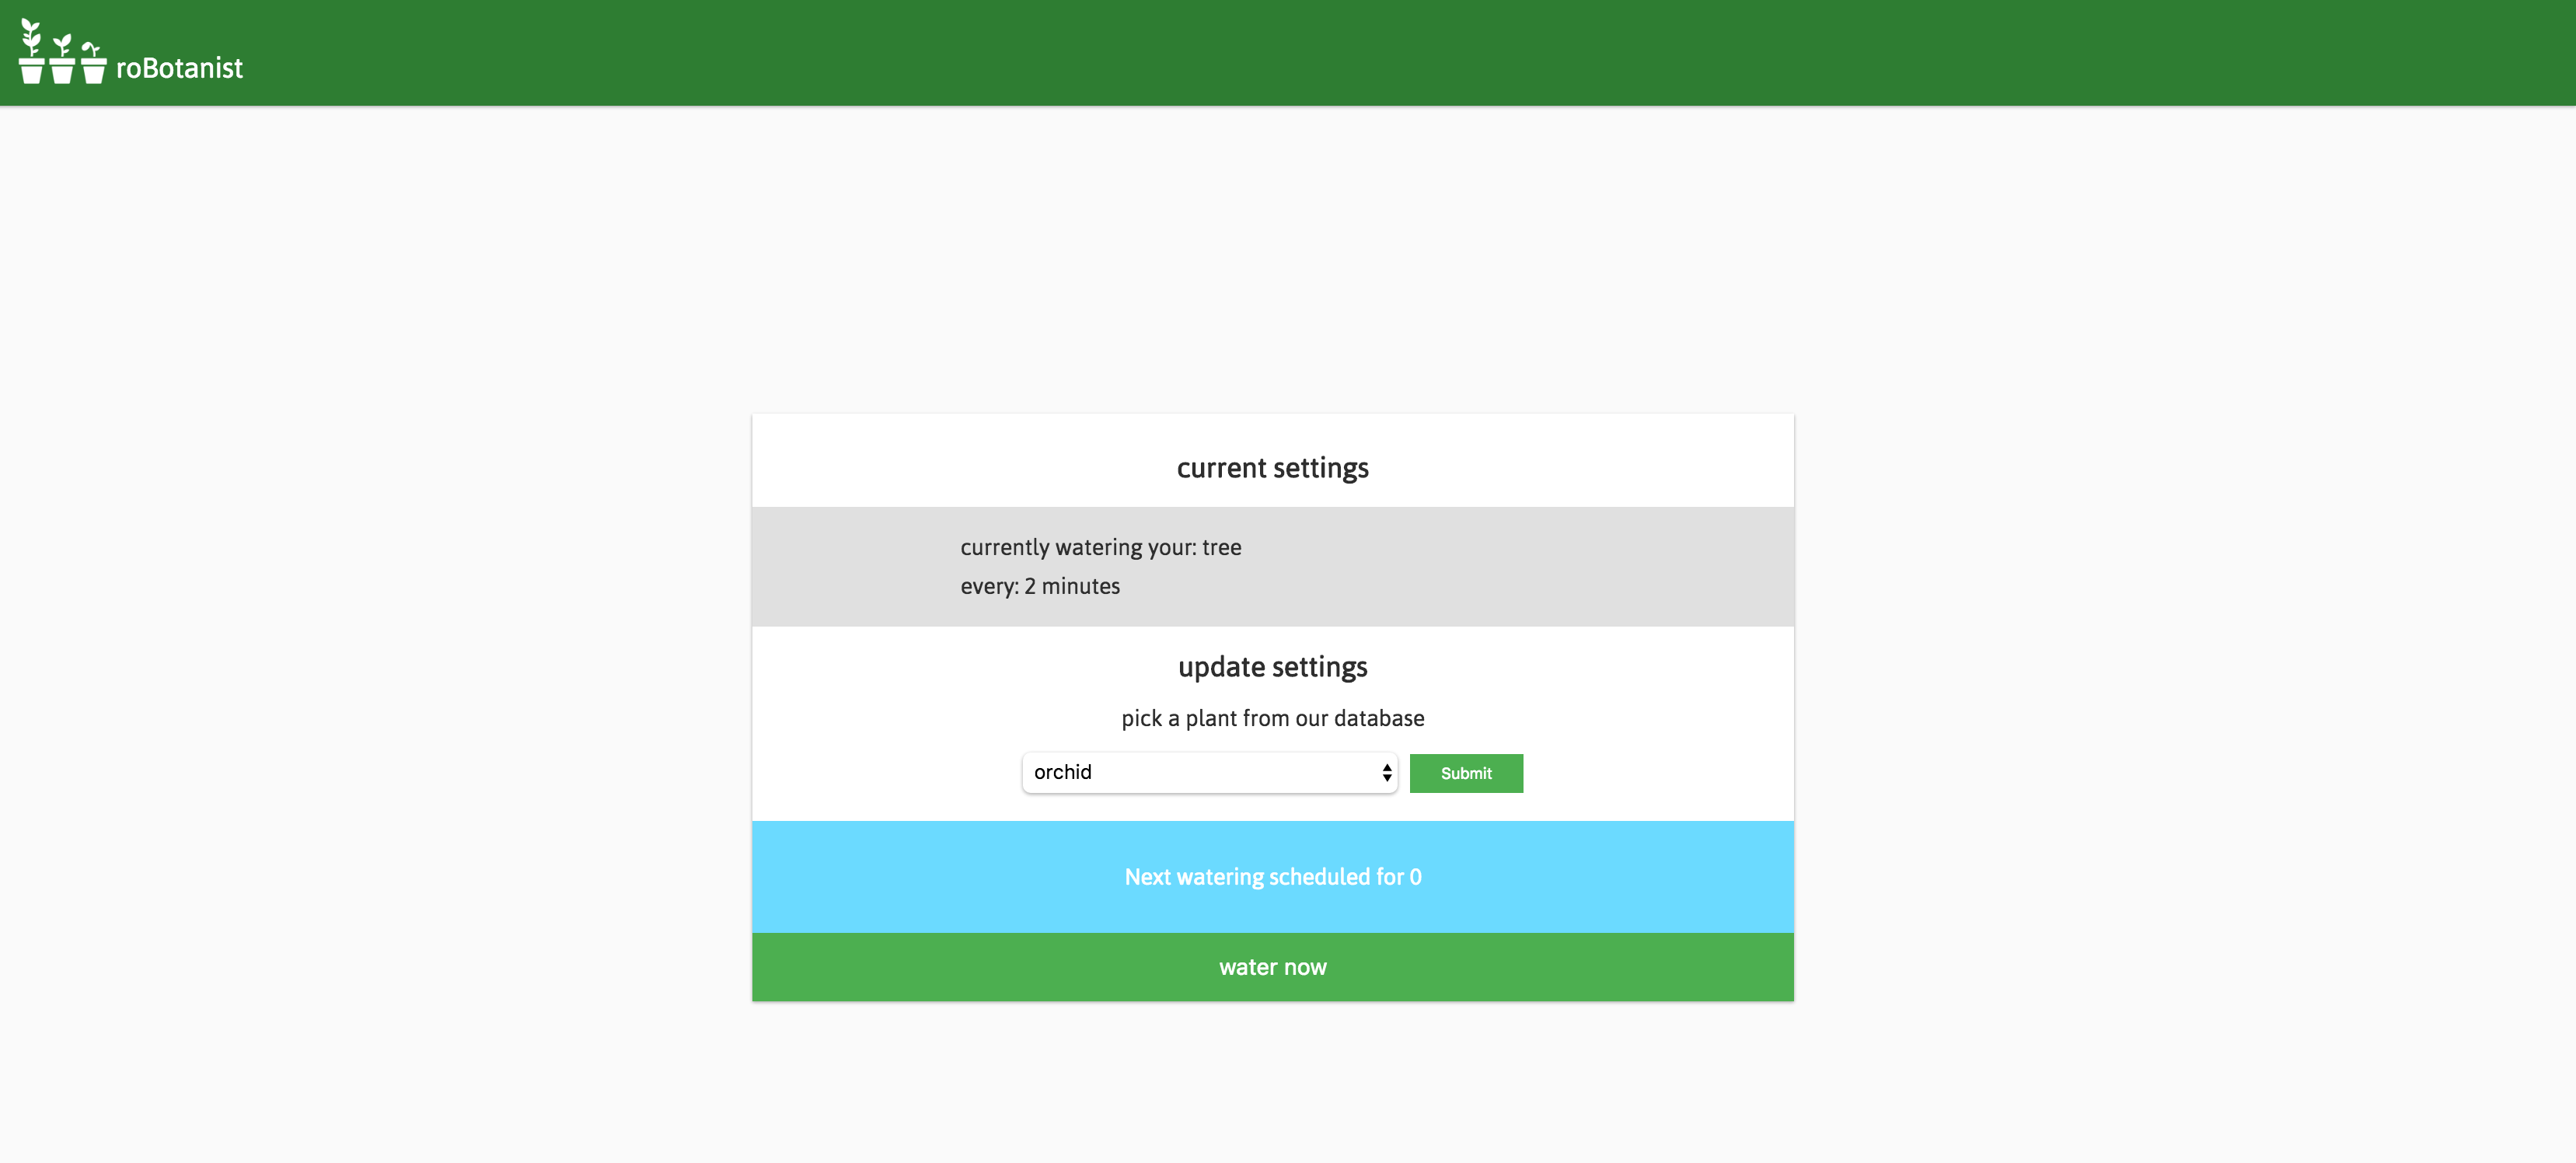 roBotanist
current settings
currently watering your: tree
every: 2 minutes
update settings
pick a plant from our database
orchid
Submit
Next watering scheduled for 0
water now